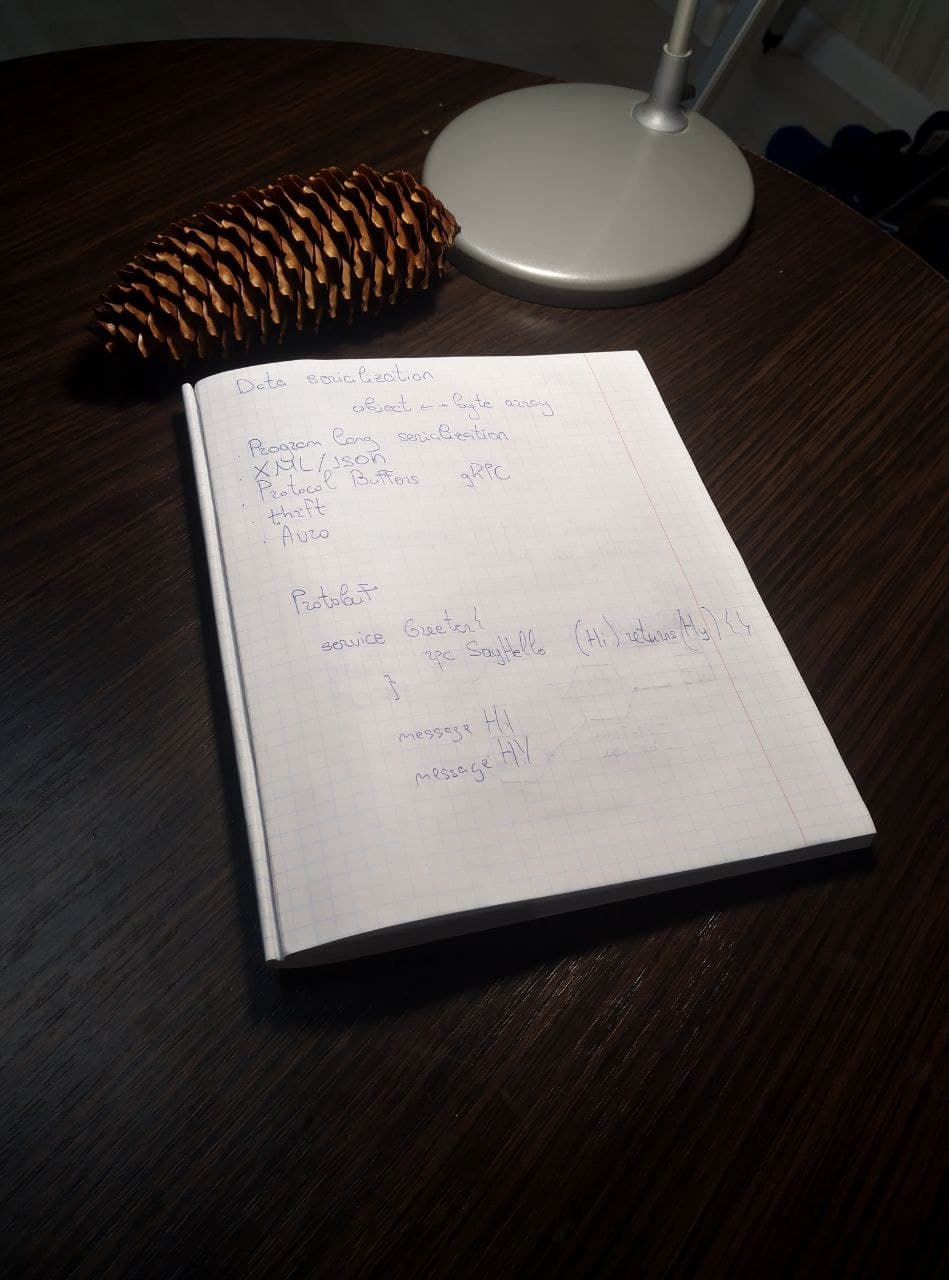 Data serialization
object <- - byte array
· Program lang serialization
· XML/JSON
· Protocol Buffers gRPC
· thrift
· Avro
Protobuf
service Greeter{
rpc SayHello (Hi) returns (Hy) {}
}
message HI
message HY